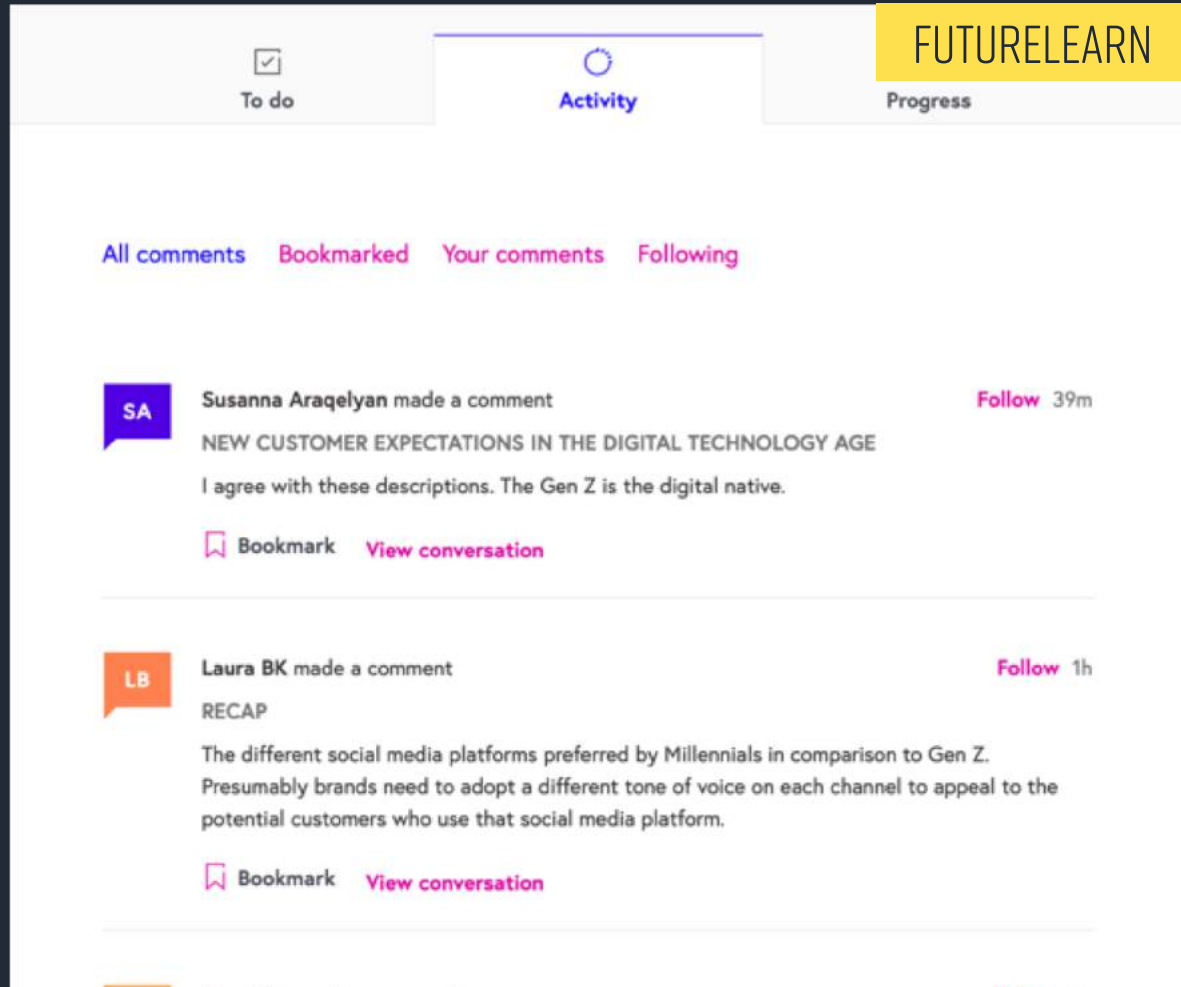 FUTURELEARN
To do
Activity
Progress
All comments Bookmarked Your comments Following
SA
Susanna Araqelyan made a comment
Follow 39m
NEW CUSTOMER EXPECTATIONS IN THE DIGITAL TECHNOLOGY AGE
I agree with these descriptions. The Gen Z is the digital native.
Bookmark View conversation
LB
Laura BK made a comment
Follow 1h
RECAP
The different social media platforms preferred by Millennials in comparison to Gen Z.
Presumably brands need to adopt a different tone of voice on each channel to appeal to the
potential customers who use that social media platform.
Bookmark View conversation